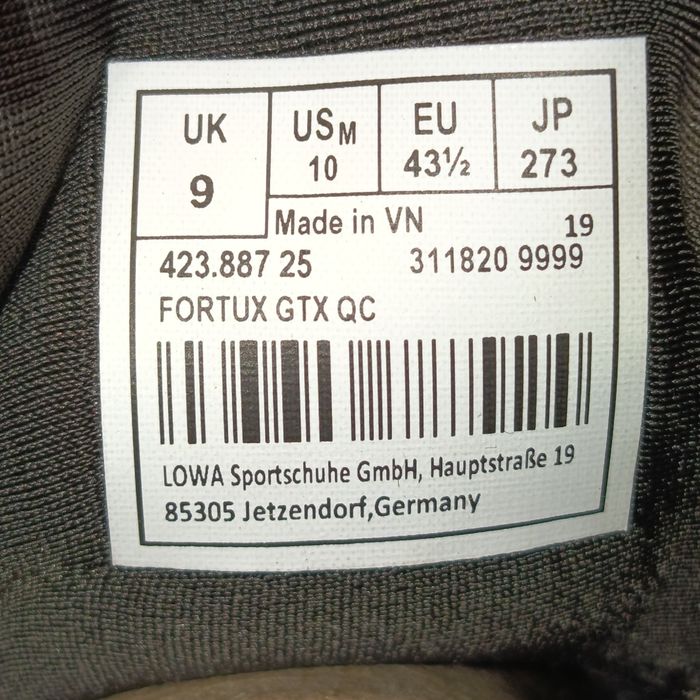 UK USM EU JP
9 10 43½ 273
Made in VN 19
423.887 25 311820 9999
FORTUX GTX QC
LOWA Sportschuhe GmbH, Hauptstraße 19
85305 Jetzendorf,Germany